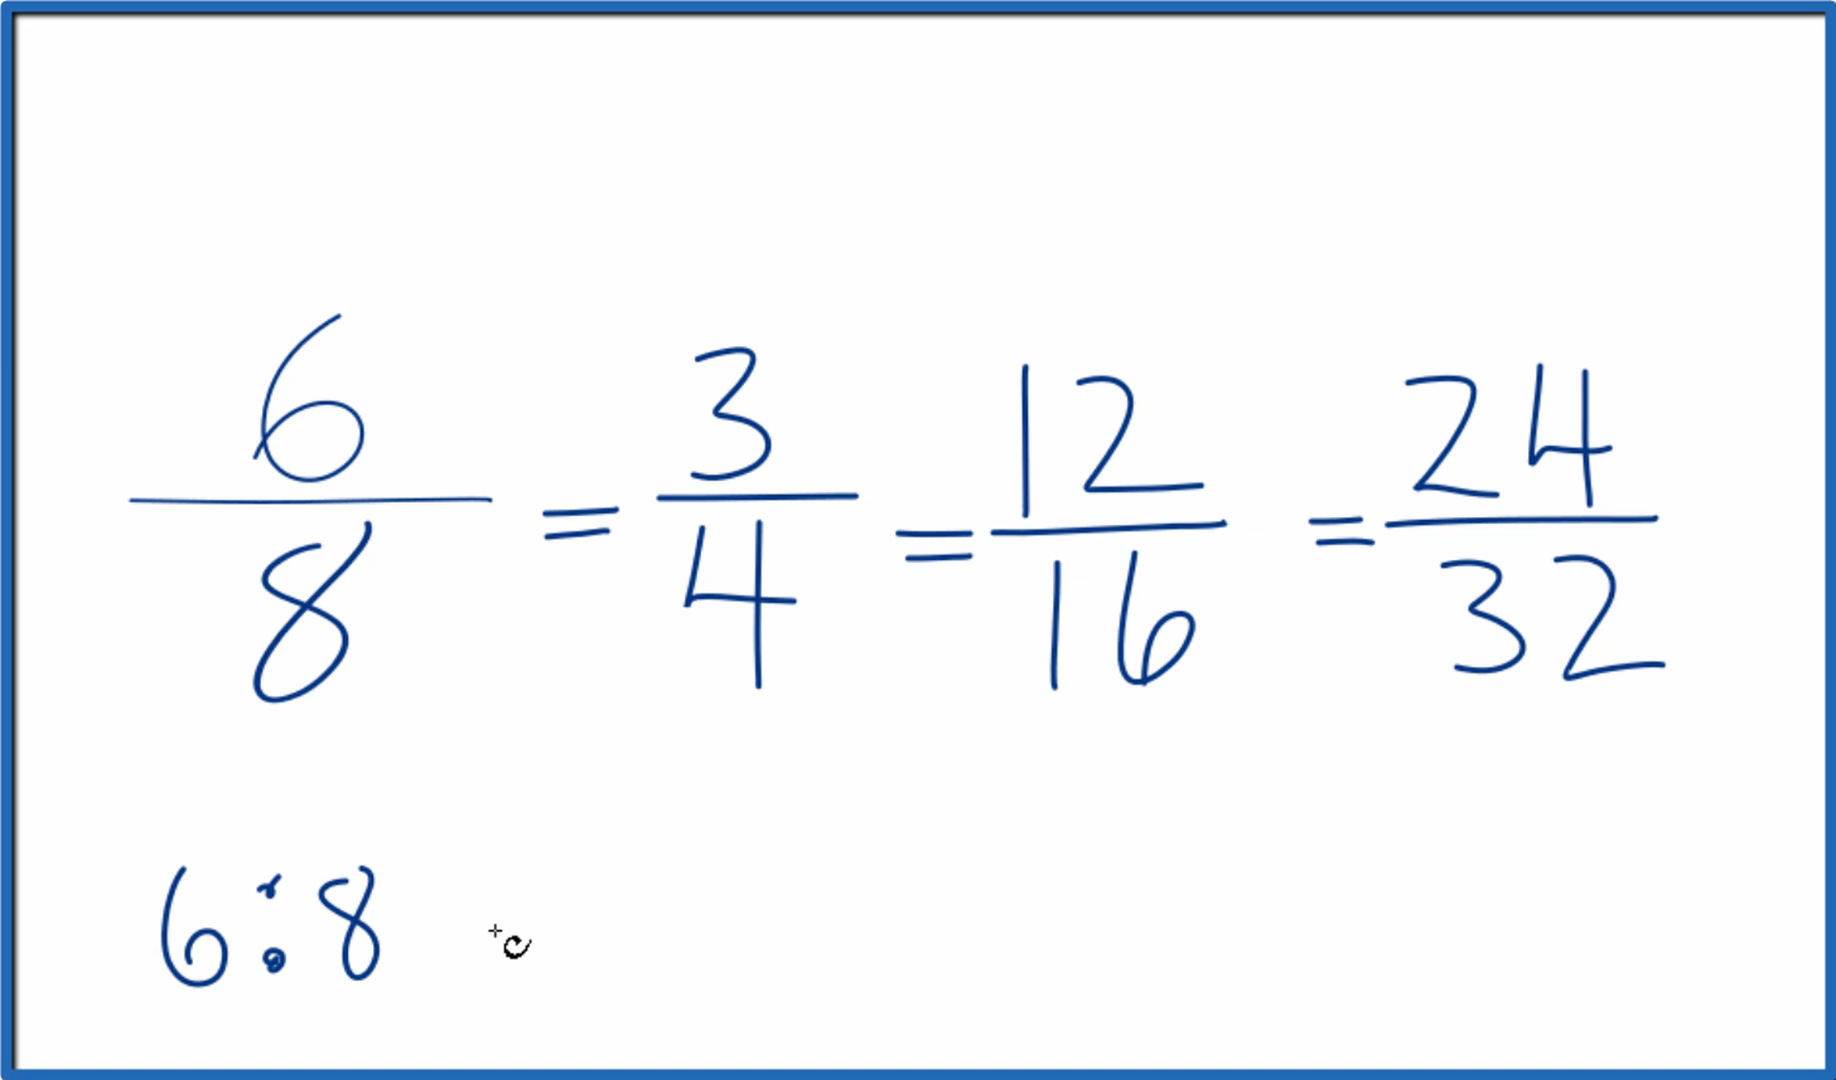 6/8 = 3/4 = 12/16 = 24/32
6:8